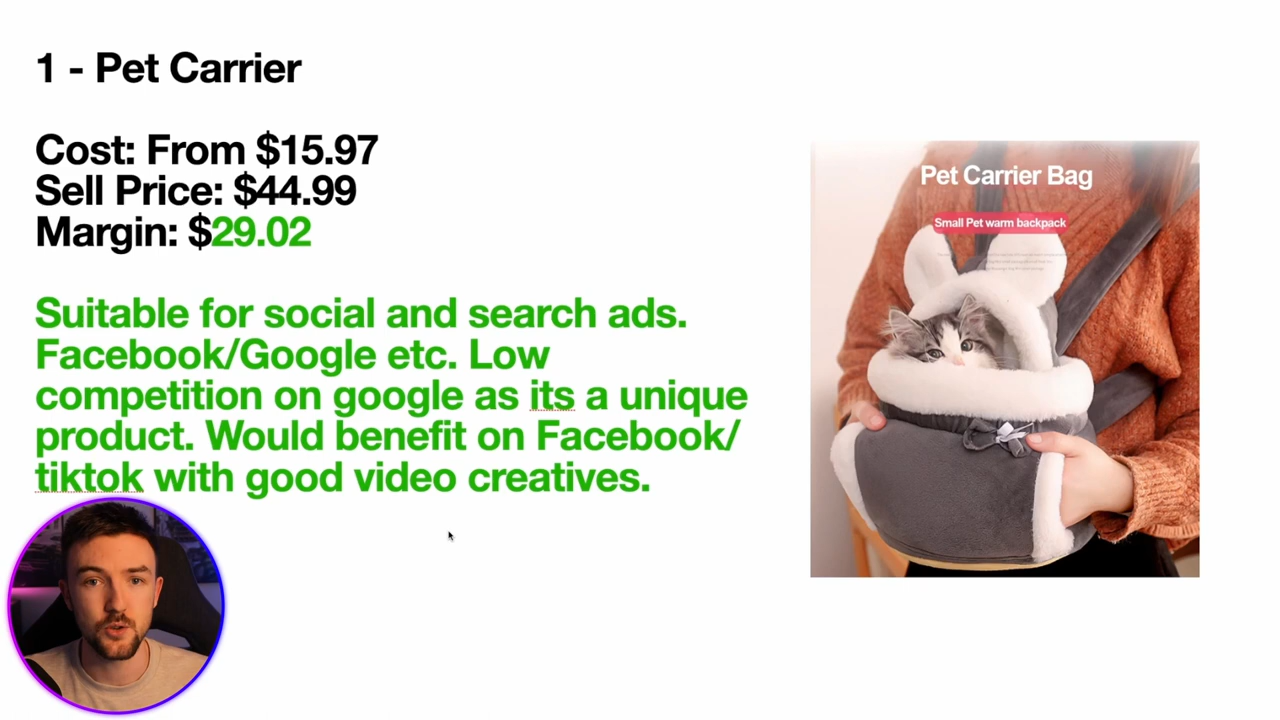 1 - Pet Carrier
Cost: From $15.97
Sell Price: $44.99
Margin: $29.02
Suitable for social and search ads.
Facebook/Google etc. Low
competition on google as its a unique
product. Would benefit on Facebook/
tiktok with good video creatives.
Pet Carrier Bag
Small Pet warm backpack